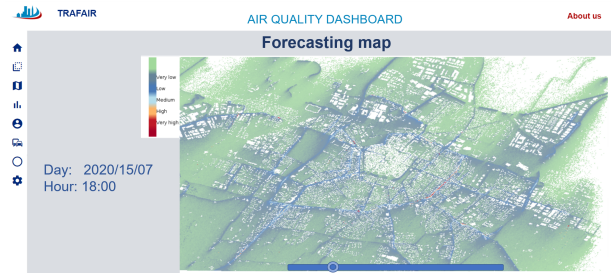 TRAFAIR
AIR QUALITY DASHBOARD
About us
Forecasting map
Very low
Low
Medium
High
Very high
Day: 2020/15/07
Hour: 18:00